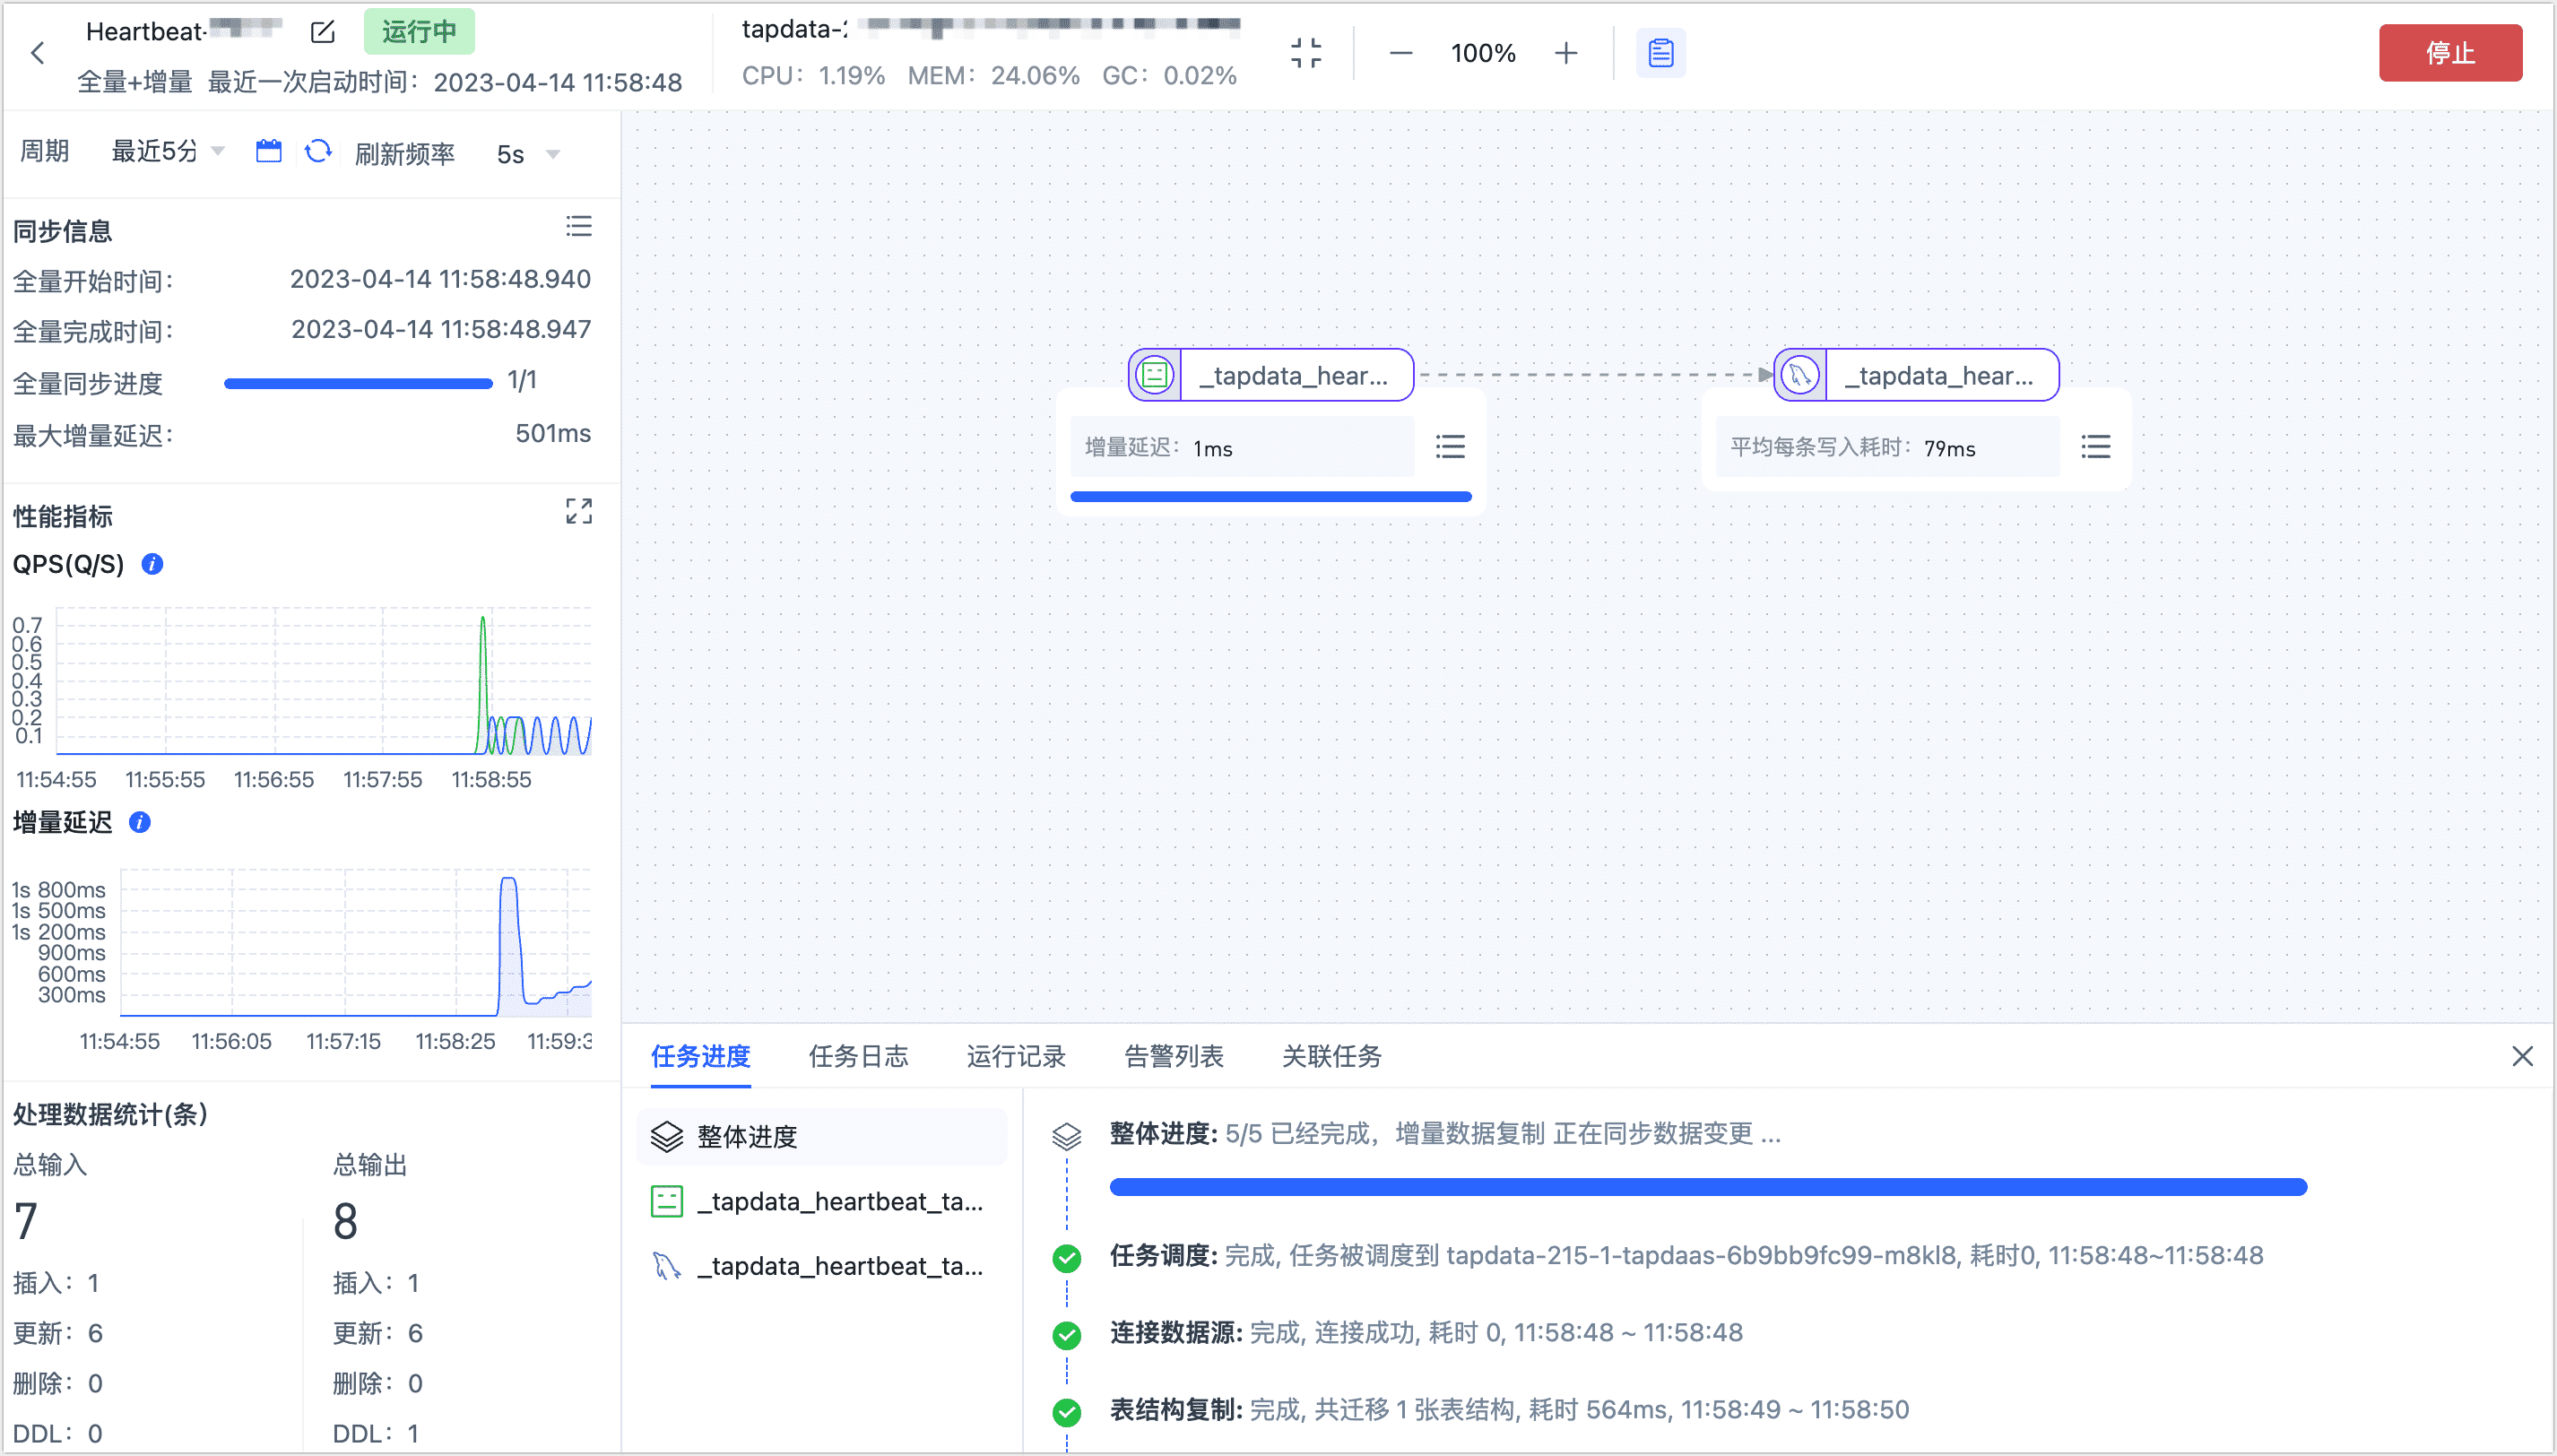 Heartbeat-
运行中
全量+增量 最近一次启动时间： 2023-04-14 11:58:48
tapdata-
CPU： 1.19% MEM： 24.06% GC： 0.02%
100%
停止
周期 最近5分 刷新频率 5s
同步信息
全量开始时间： 2023-04-14 11:58:48.940
全量完成时间： 2023-04-14 11:58:48.947
全量同步进度 1/1
最大增量延迟： 501ms
性能指标
QPS(Q/S)
0.7
0.6
0.5
0.4
0.3
0.2
0.1
11:54:55 11:55:55 11:56:55 11:57:55 11:58:55
增量延迟
1s 800ms
1s 500ms
1s 200ms
900ms
600ms
300ms
11:54:55 11:56:05 11:57:15 11:58:25 11:59:3
处理数据统计(条)
总输入 总输出
7 8
插入： 1 插入： 1
更新： 6 更新： 6
删除： 0 删除： 0
DDL： 0 DDL： 1
_tapdata_hear...
增量延迟： 1ms
_tapdata_hear...
平均每条写入耗时： 79ms
任务进度 任务日志 运行记录 告警列表 关联任务
整体进度
_tapdata_heartbeat_ta...
_tapdata_heartbeat_ta...
整体进度: 5/5 已经完成，增量数据复制 正在同步数据变更 ...
任务调度: 完成, 任务被调度到 tapdata-215-1-tapdaas-6b9bb9fc99-m8kl8, 耗时0, 11:58:48~11:58:48
连接数据源: 完成, 连接成功, 耗时 0, 11:58:48 ~ 11:58:48
表结构复制: 完成, 共迁移 1 张表结构, 耗时 564ms, 11:58:49 ~ 11:58:50